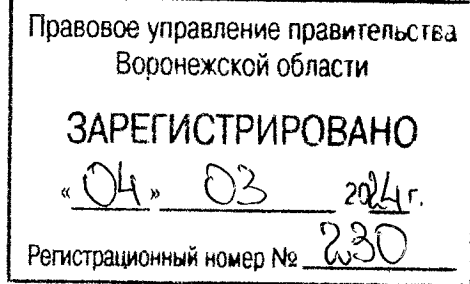 Правовое управление правительства
Воронежской области
ЗАРЕГИСТРИРОВАНО
«04» 03 2024 г.
Регистрационный номер № 230